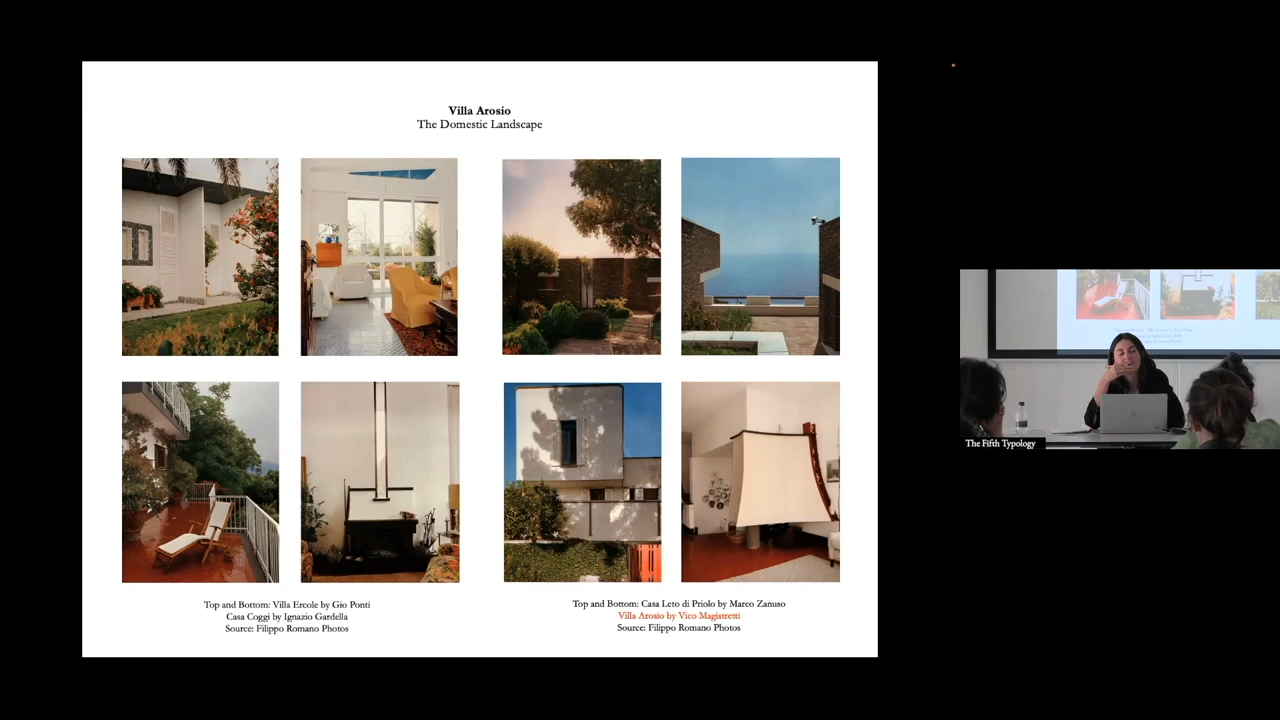 Villa Arosio
The Domestic Landscape
Top and Bottom: Villa Ercole by Gio Ponti
Casa Coggi by Ignazio Gardella
Source: Filippo Romano Photos
Top and Bottom: Casa Leto di Priolo by Marco Zanuso
Villa Arosio by Vico Magistretti
Source: Filippo Romano Photos
The Fifth Typology